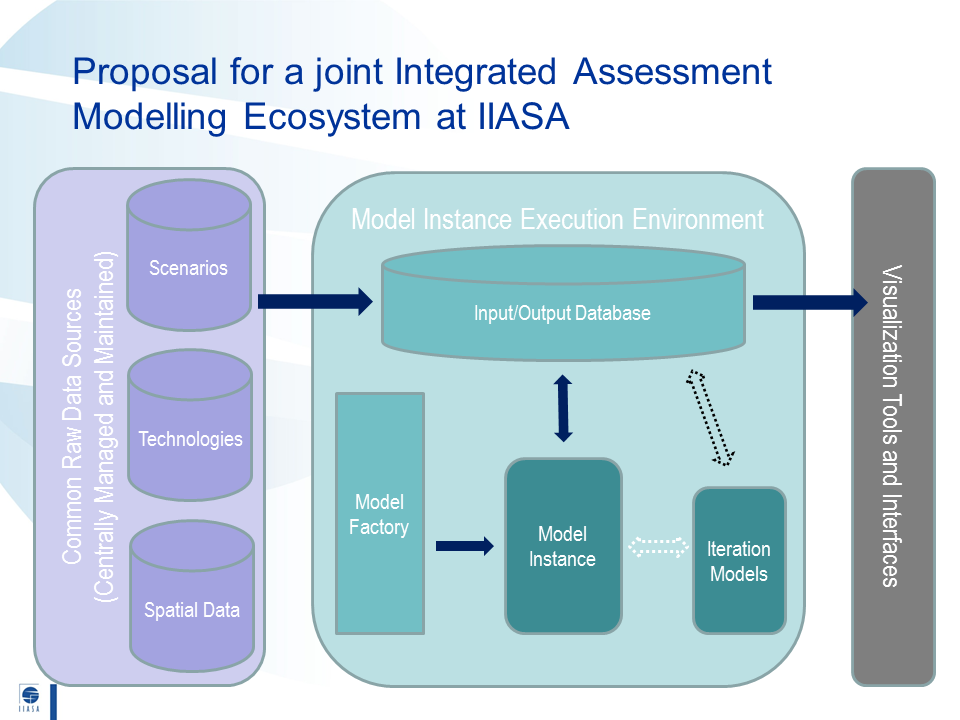 Proposal for a joint Integrated Assessment
Modelling Ecosystem at IIASA
Common Raw Data Sources
(Centrally Managed and Maintained)
Scenarios
Technologies
Spatial Data
Model Instance Execution Environment
Input/Output Database
Model
Factory
Model
Instance
Iteration
Models
Visualization Tools and Interfaces
IIASA